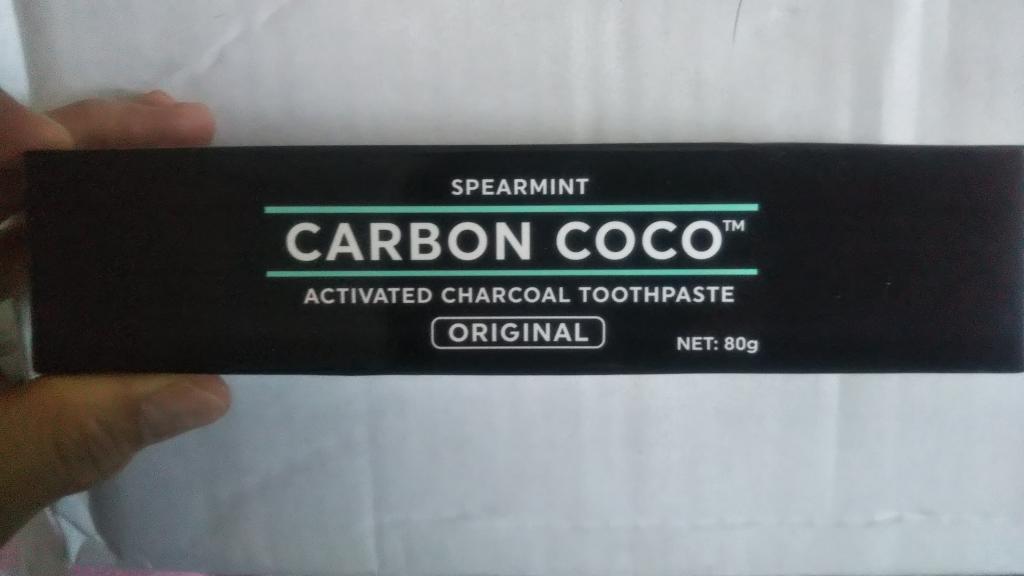 SPEARMINT
CARBON COCO™
ACTIVATED CHARCOAL TOOTHPASTE
ORIGINAL
NET: 80g